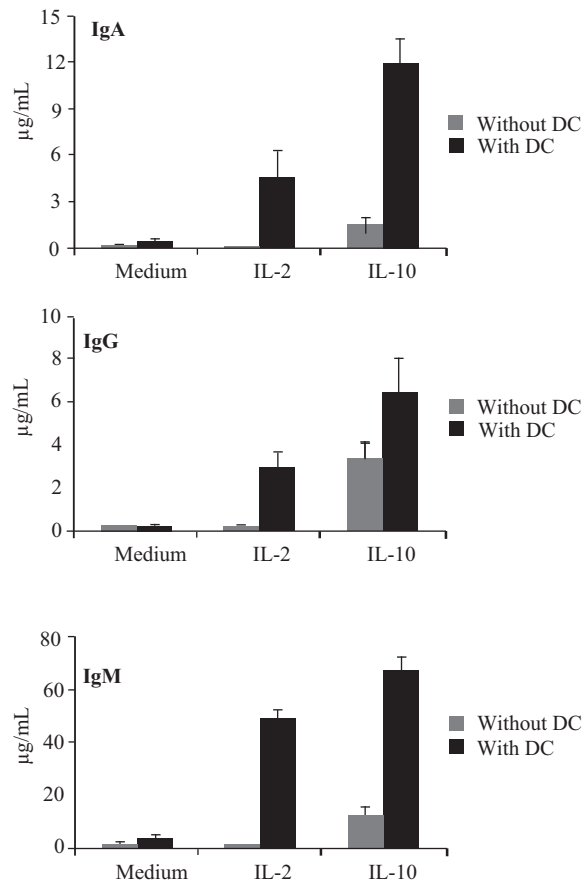 IgA
µg/mL
15
12
9
6
3
0
Medium IL-2 IL-10
Without DC
With DC
IgG
µg/mL
10
8
6
4
2
0
Medium IL-2 IL-10
Without DC
With DC
IgM
µg/mL
80
60
40
20
0
Medium IL-2 IL-10
Without DC
With DC